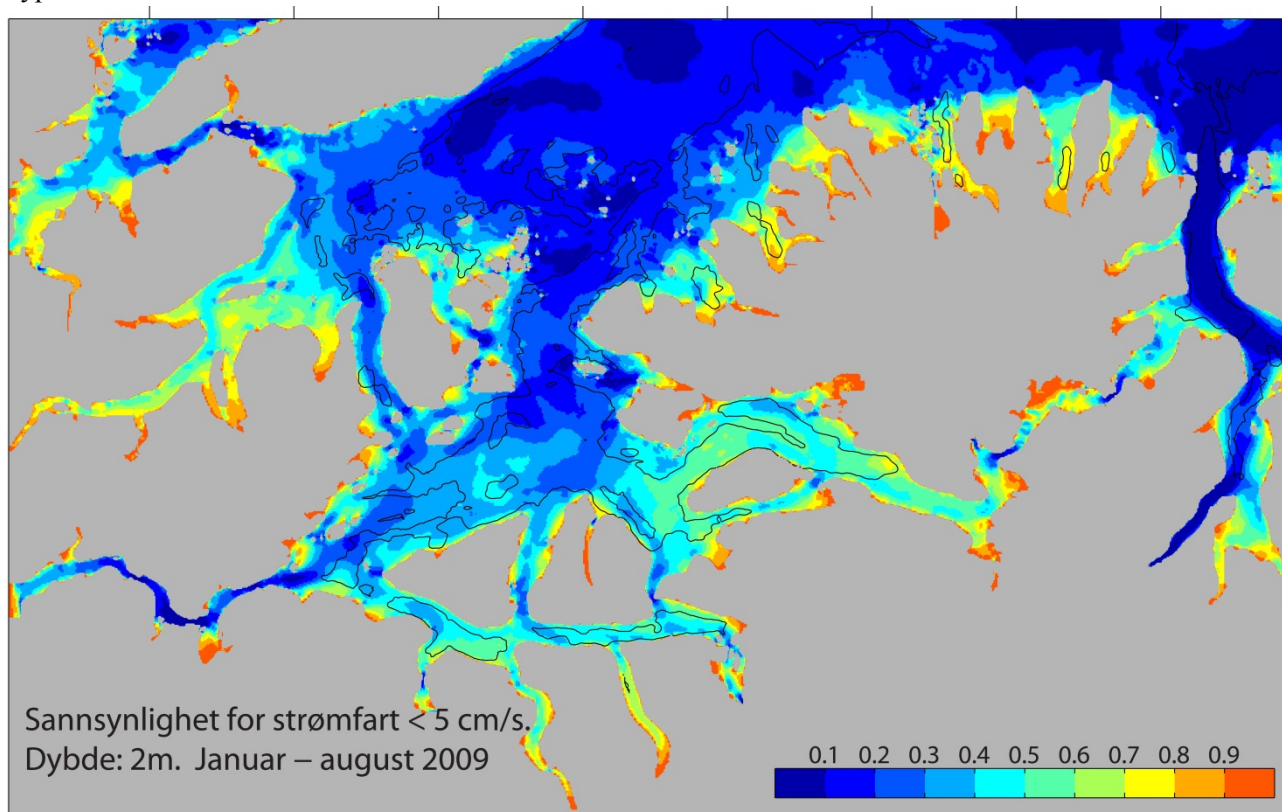 Sannsynlighet for strømfart < 5 cm/s.
Dybde: 2m. Januar – august 2009
0.1 0.2 0.3 0.4 0.5 0.6 0.7 0.8 0.9